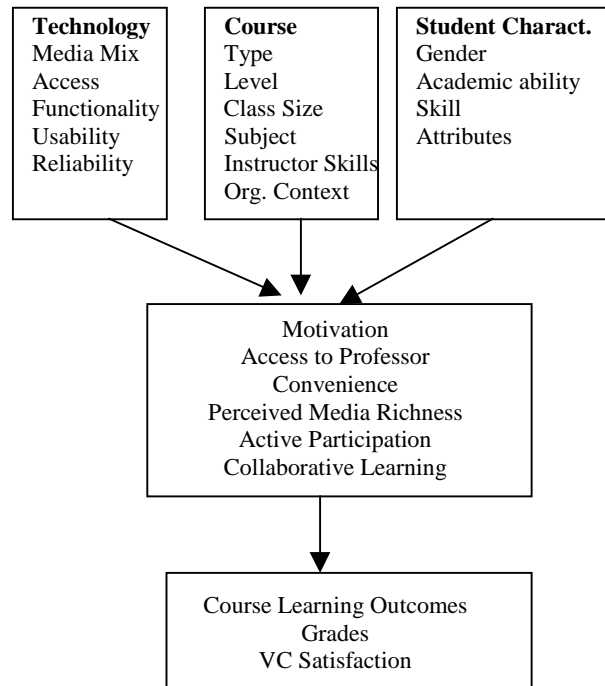 Technology
Media Mix
Access
Functionality
Usability
Reliability
Course
Type
Level
Class Size
Subject
Instructor Skills
Org. Context
Student Charact.
Gender
Academic ability
Skill
Attributes
Motivation
Access to Professor
Convenience
Perceived Media Richness
Active Participation
Collaborative Learning
Course Learning Outcomes
Grades
VC Satisfaction